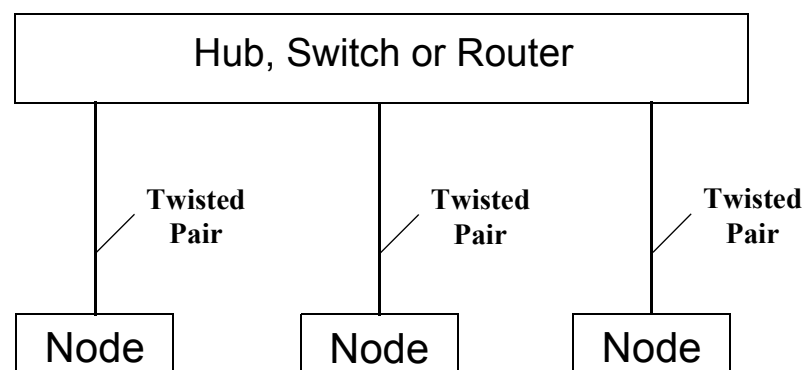 Hub, Switch or Router
Twisted
Pair
Twisted
Pair
Twisted
Pair
Node
Node
Node